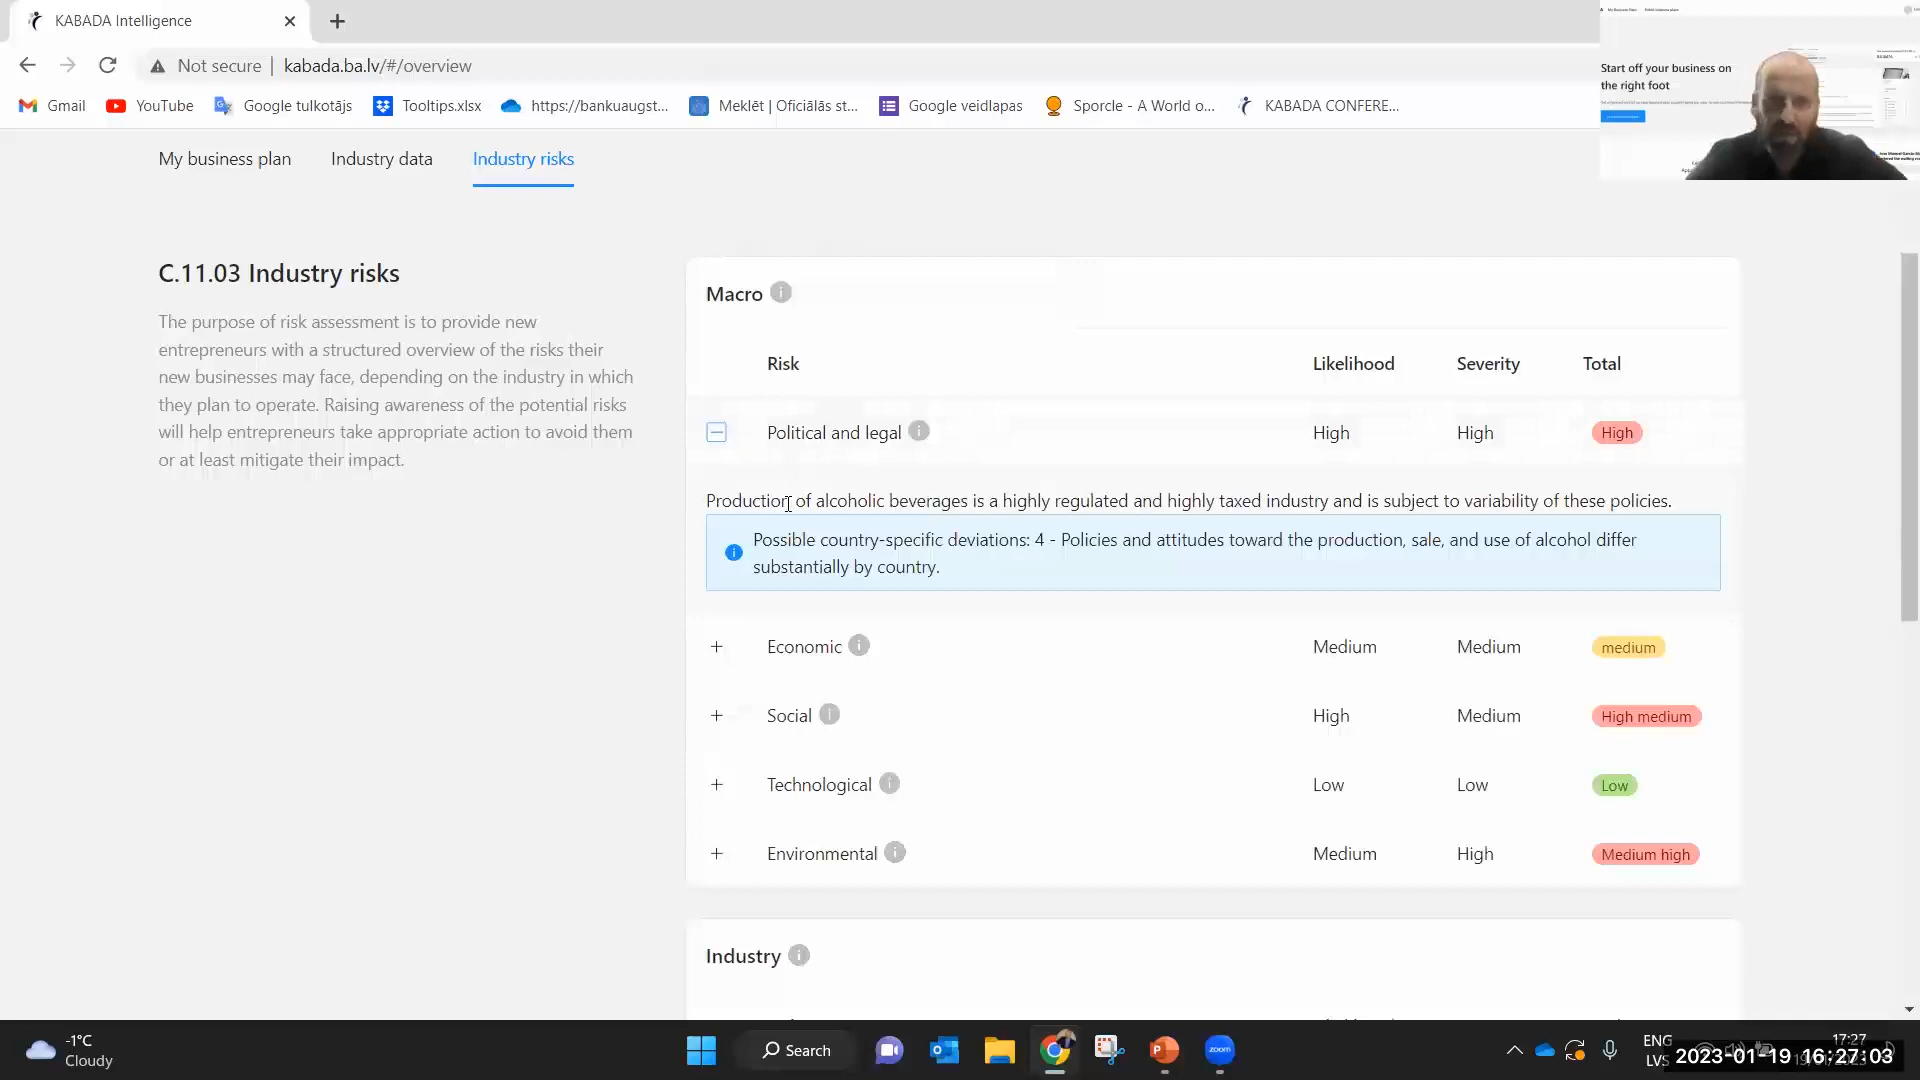 KABADA Intelligence
Not secure
kabada.ba.lv/#/overview
Gmail
YouTube
Google tulkotājs
Tooltips.xlsx
https://bankuaugst...
Meklēt | Oficiālās st...
Google veidlapas
Sporcle - A World o...
KABADA CONFERE...
Start off your business on
the right foot
My business plan
Industry data
Industry risks
C.11.03 Industry risks
The purpose of risk assessment is to provide new
entrepreneurs with a structured overview of the risks their
new businesses may face, depending on the industry in which
they plan to operate. Raising awareness of the potential risks
will help entrepreneurs take appropriate action to avoid them
or at least mitigate their impact.
Macro
Risk Likelihood Severity Total
Political and legal High High High
Production of alcoholic beverages is a highly regulated and highly taxed industry and is subject to variability of these policies.
Possible country-specific deviations: 4 - Policies and attitudes toward the production, sale, and use of alcohol differ
substantially by country.
Economic Medium Medium medium
Social High Medium High medium
Technological Low Low Low
Environmental Medium High Medium high
Industry
-1°C
Cloudy
Search
zoom
ENG
LVS
17:27
2023-01-19 16:27:03